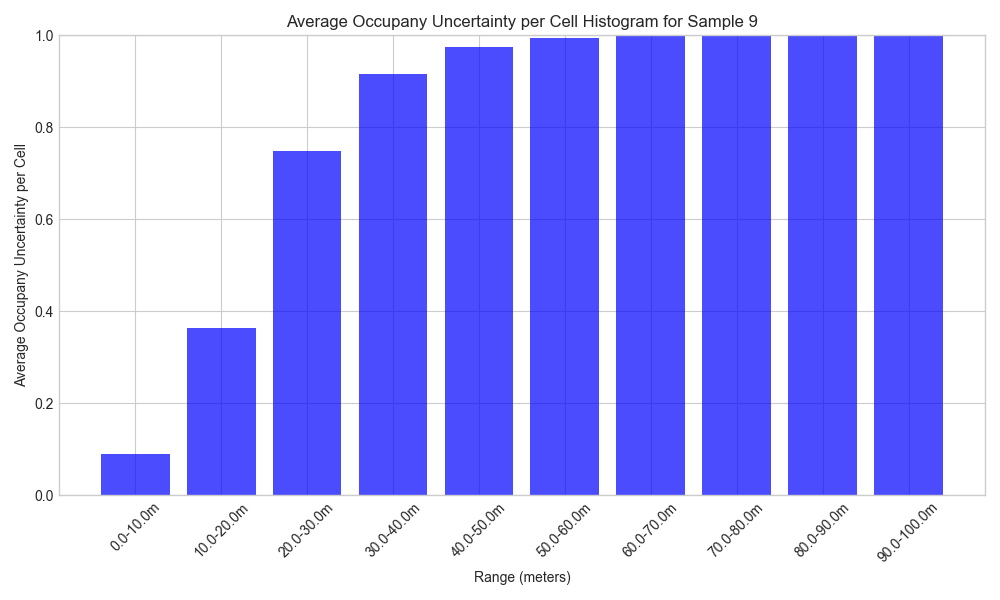 Average Occupany Uncertainty per Cell Histogram for Sample 9
Average Occupany Uncertainty per Cell
1.0
0.8
0.6
0.4
0.2
0.0
0.0-10.0m
10.0-20.0m
20.0-30.0m
30.0-40.0m
40.0-50.0m
50.0-60.0m
60.0-70.0m
70.0-80.0m
80.0-90.0m
90.0-100.0m
Range (meters)